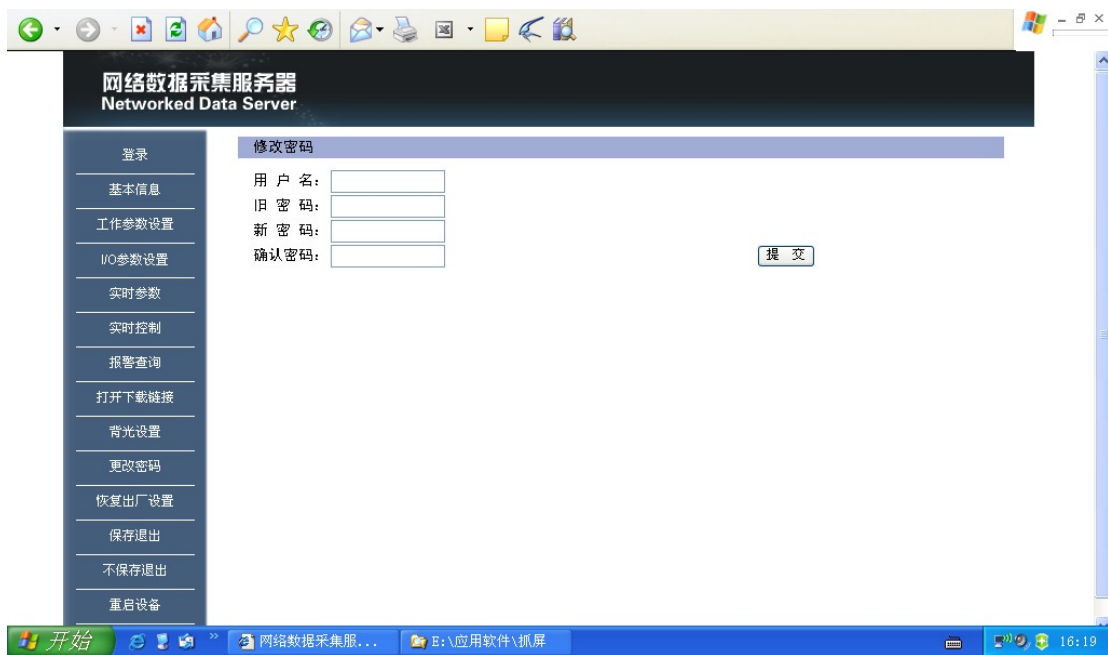 网络数据采集服务器
Networked Data Server
登录
基本信息
工作参数设置
I/O参数设置
实时参数
实时控制
报警查询
打开下载链接
背光设置
更改密码
恢复出厂设置
保存退出
不保存退出
重启设备
修改密码
用 户 名：
旧 密 码：
新 密 码：
确认密码：
提 交
开始
网络数据采集服...
E:\应用软件\抓屏
16:19